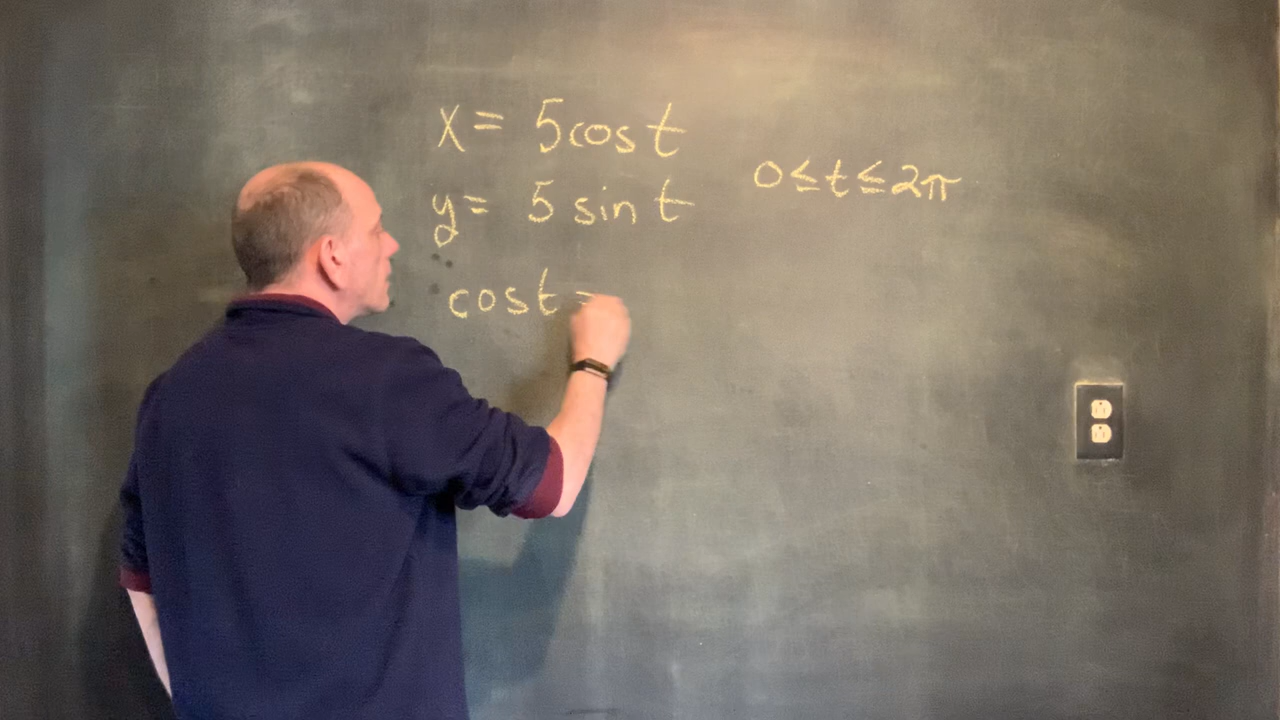 x = 5cos t
y = 5 sin t
0 ≤ t ≤ 2π
cos t =